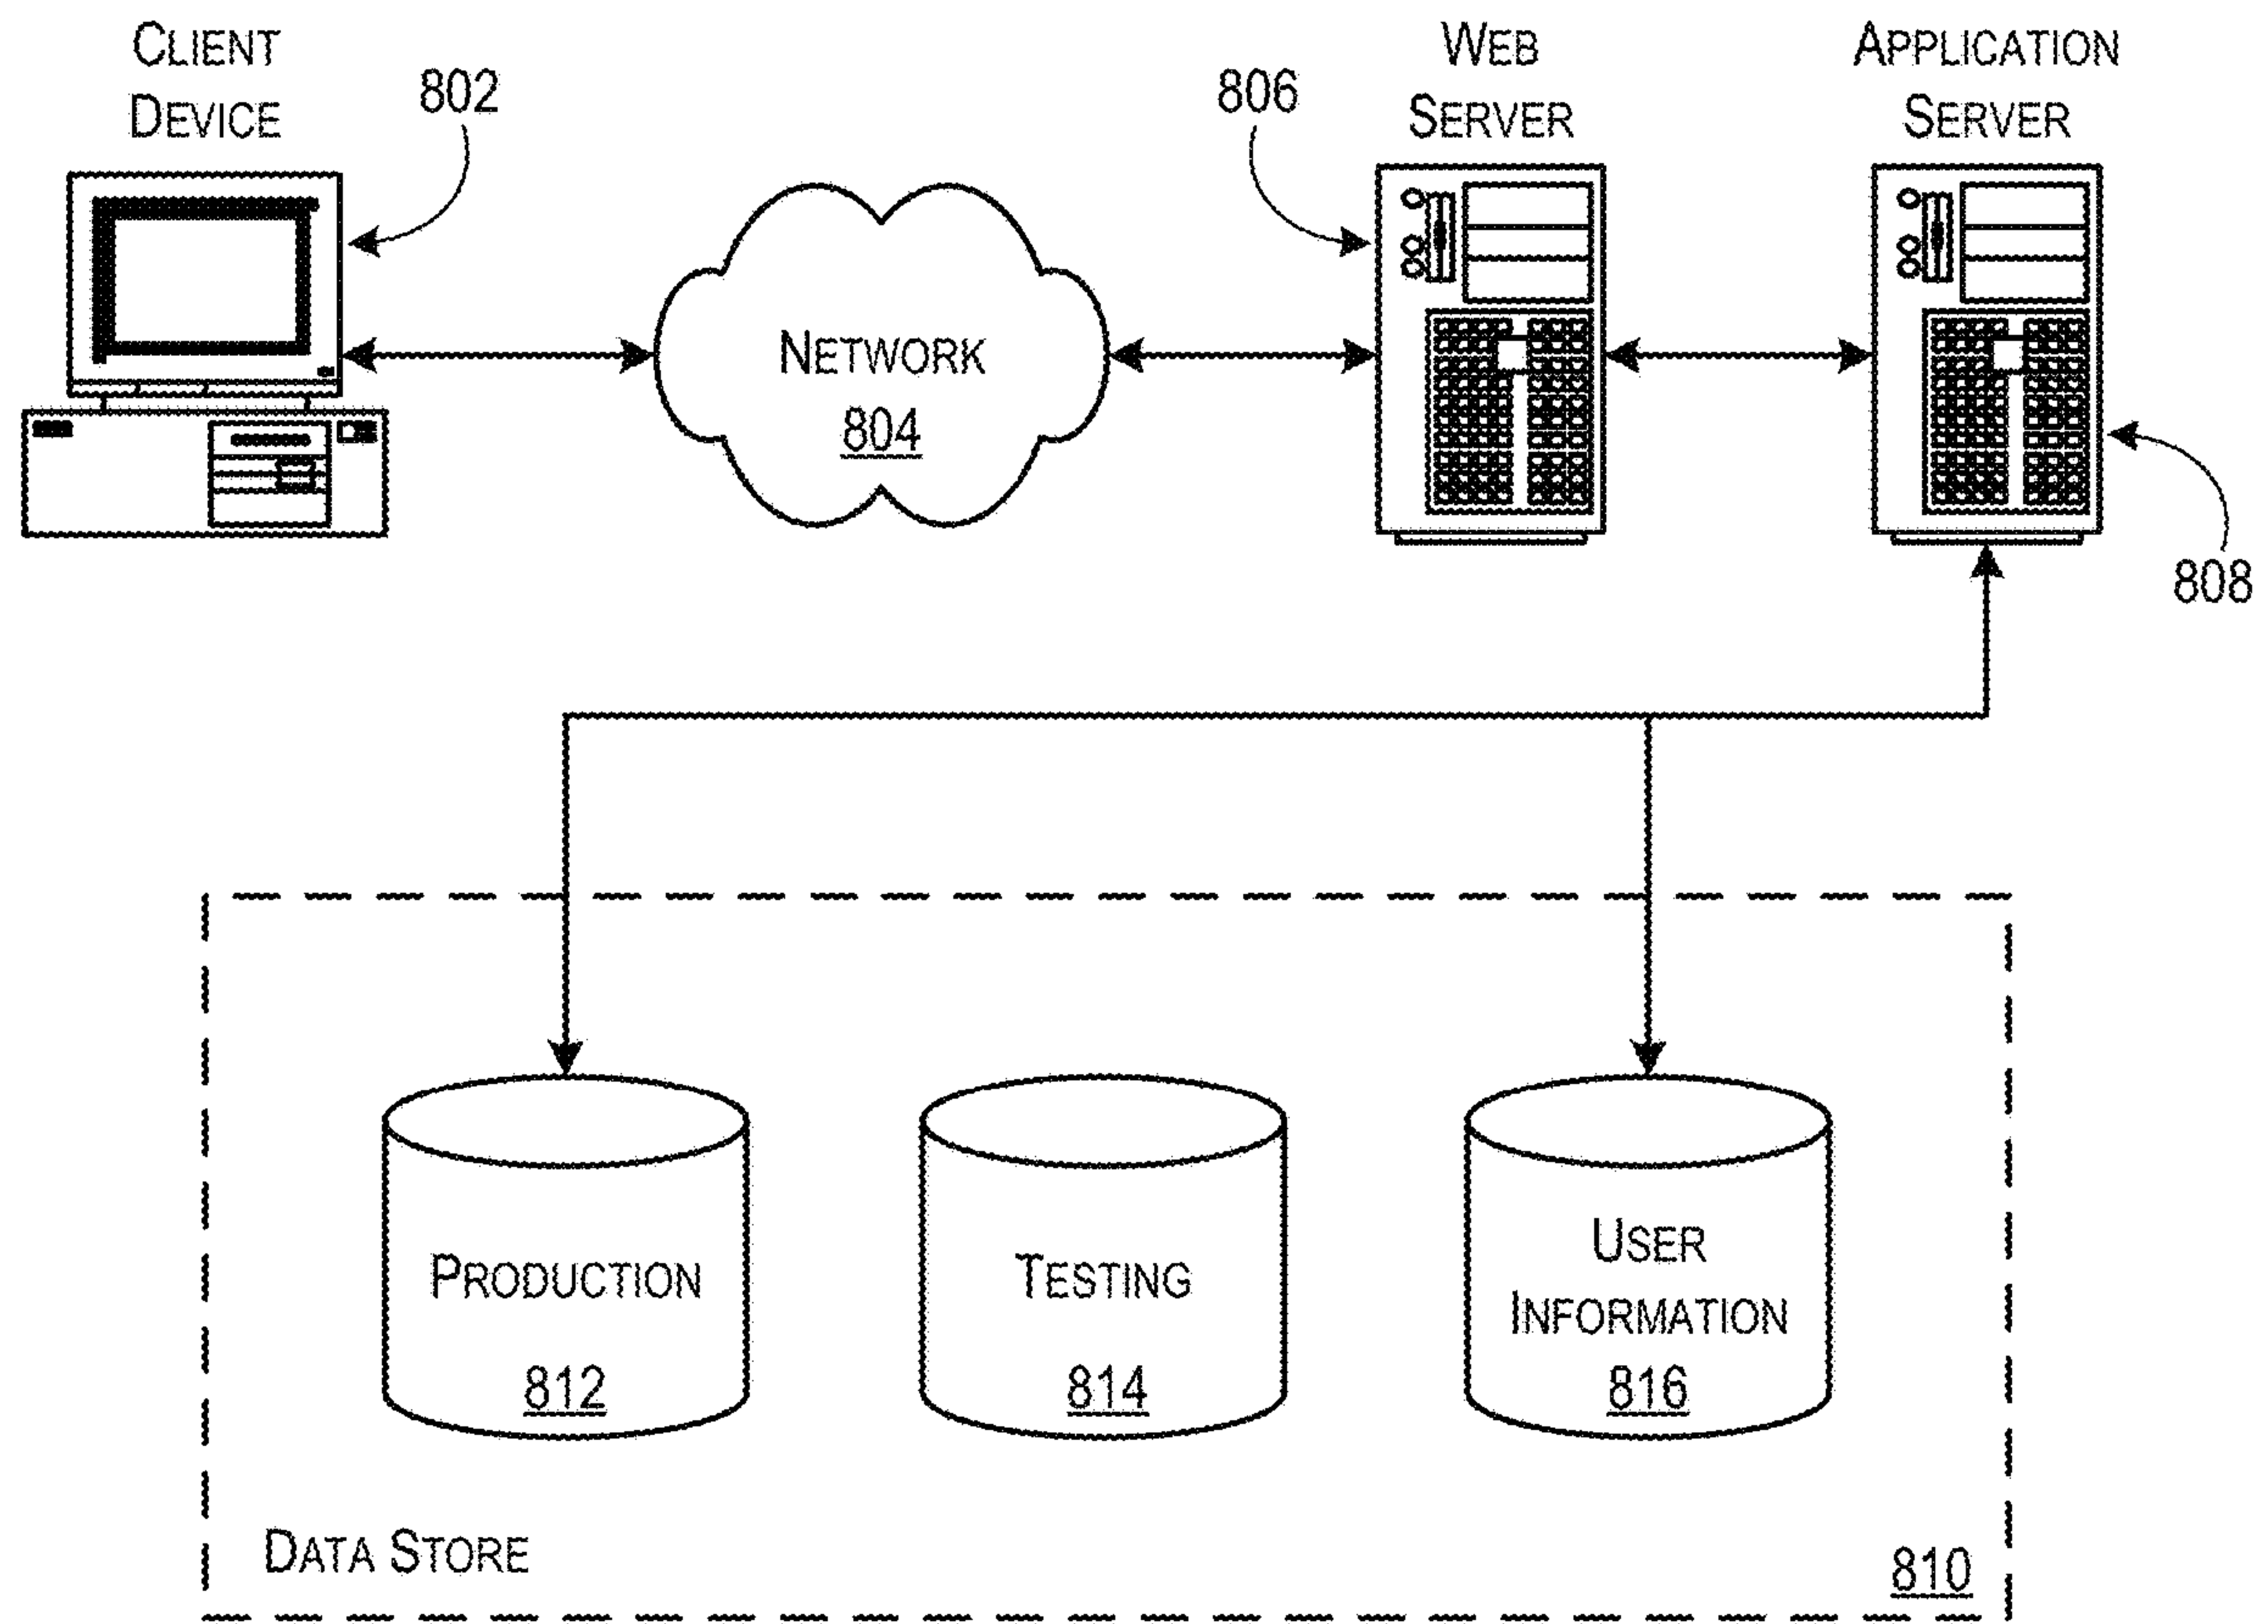 CLIENT
DEVICE
802
806
WEB
SERVER
APPLICATION
SERVER
NETWORK
804
808
PRODUCTION
812
TESTING
814
USER
INFORMATION
816
DATA STORE
810